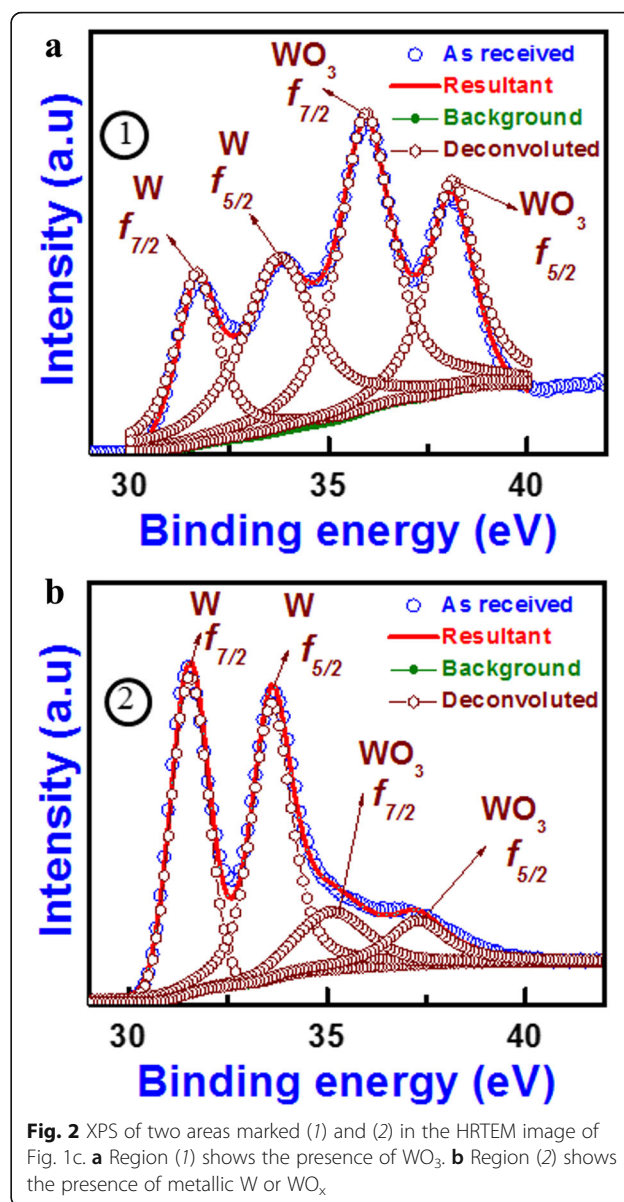 a
1
As received
Resultant
Background
Deconvoluted
W
f7/2
W
f5/2
WO3
f7/2
WO3
f5/2
Intensity (a.u)
30
35
40
Binding energy (eV)
b
2
As received
Resultant
Background
Deconvoluted
W
f7/2
W
f5/2
WO3
f7/2
WO3
f5/2
Intensity (a.u)
30
35
40
Binding energy (eV)
Fig. 2 XPS of two areas marked (1) and (2) in the HRTEM image of
Fig. 1c. a Region (1) shows the presence of WO3. b Region (2) shows
the presence of metallic W or WOx